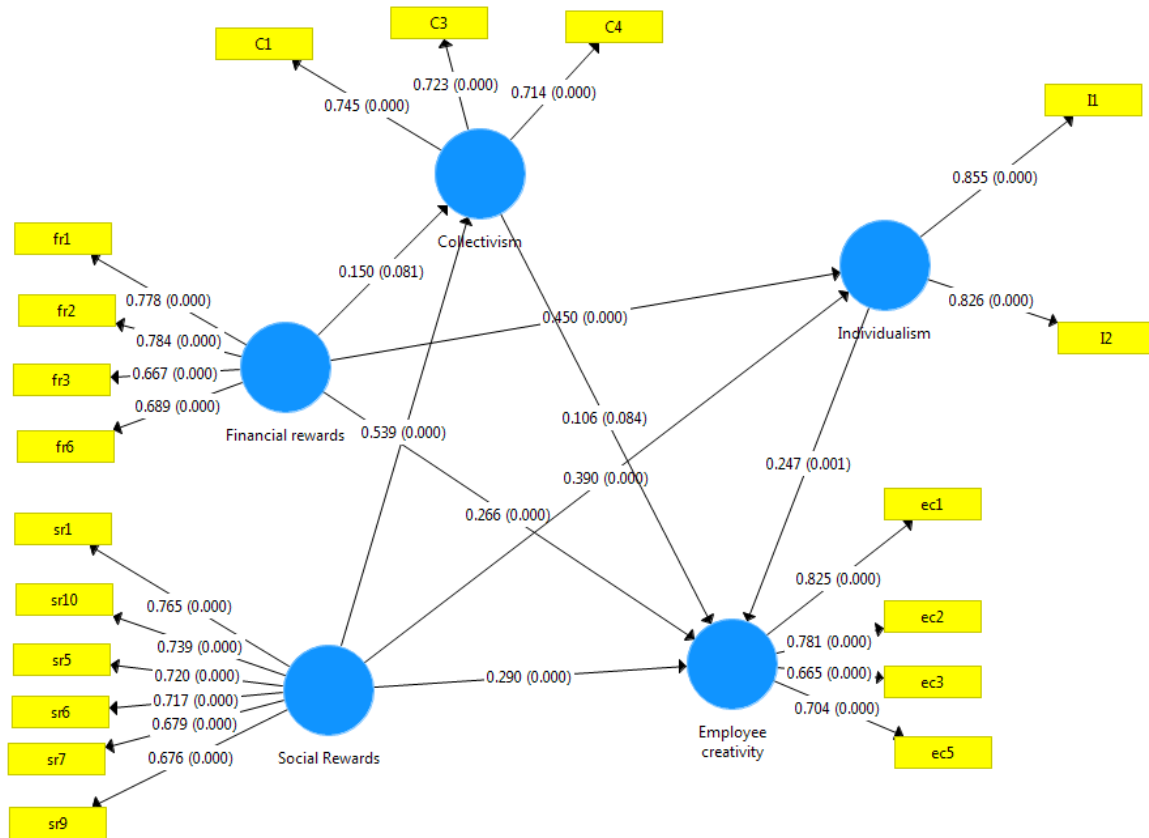 C1
C3
C4
0.745 (0.000)
0.723 (0.000)
0.714 (0.000)
I1
0.855 (0.000)
Collectivism
fr1
0.778 (0.000)
0.150 (0.081)
fr2
0.784 (0.000)
0.450 (0.000)
0.826 (0.000)
Individualism
I2
fr3
0.667 (0.000)
0.689 (0.000)
fr6
Financial rewards
0.539 (0.000)
0.106 (0.084)
0.390 (0.000)
0.247 (0.001)
0.266 (0.000)
ec1
0.825 (0.000)
sr1
0.765 (0.000)
sr10
0.739 (0.000)
sr5
0.720 (0.000)
0.717 (0.000)
sr6
0.679 (0.000)
sr7
0.676 (0.000)
sr9
Social Rewards
0.290 (0.000)
0.781 (0.000)
ec2
0.665 (0.000)
ec3
0.704 (0.000)
ec5
Employee
creativity